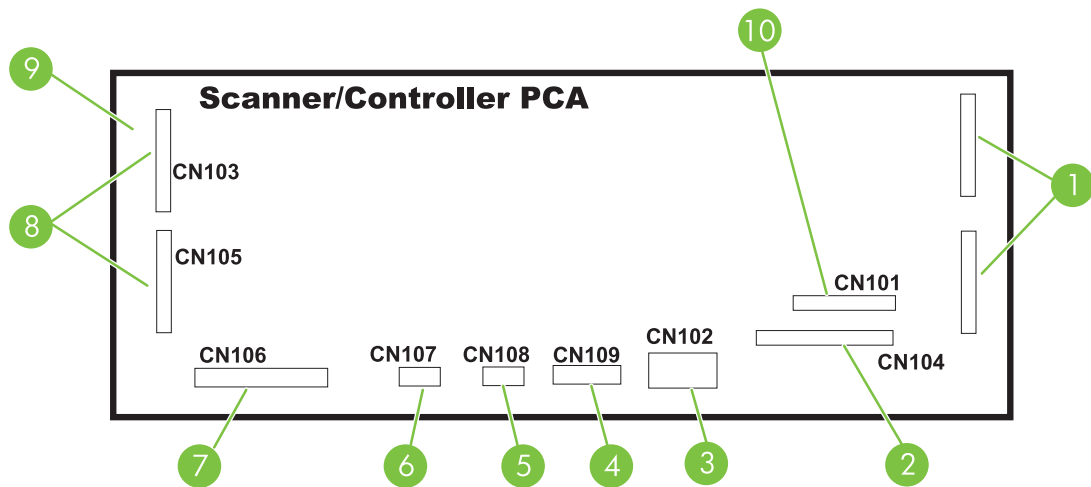 10
9
Scanner/Controller PCA
CN103
1
8
CN105
CN101
CN102
CN106
CN107
CN108
CN109
CN104
7
6
5
4
3
2